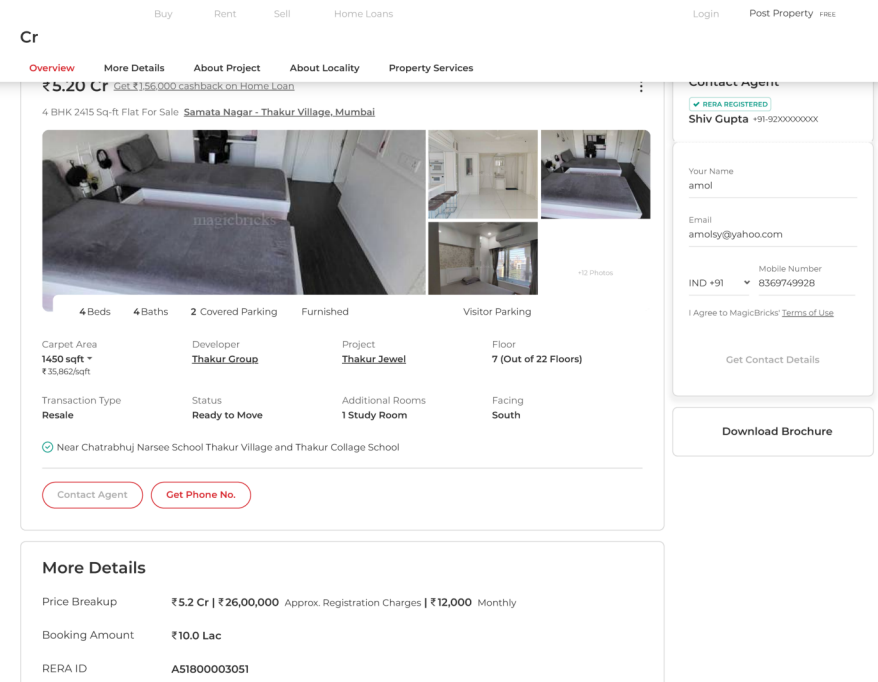 Buy Rent Sell Home Loans Login Post Property FREE
Cr
Overview More Details About Project About Locality Property Services
₹5.20 Cr Get ₹1,56,000 cashback on Home Loan
4 BHK 2415 Sq-ft Flat For Sale Samata Nagar - Thakur Village, Mumbai
magicbricks
+12 Photos
4 Beds 4 Baths 2 Covered Parking Furnished Visitor Parking
Carpet Area Developer Project Floor
1450 sqft Thakur Group Thakur Jewel 7 (Out of 22 Floors)
₹35,862/sqft
Transaction Type Status Additional Rooms Facing
Resale Ready to Move 1 Study Room South
Near Chatrabhuj Narsee School Thakur Village and Thakur Collage School
Contact Agent Get Phone No.
More Details
Price Breakup ₹5.2 Cr | ₹26,00,000 Approx. Registration Charges | ₹12,000 Monthly
Booking Amount ₹10.0 Lac
RERA ID A51800003051
Contact Agent
RERA REGISTERED
Shiv Gupta +91-92XXXXXXXX
Your Name
amol
Email
amolsy@yahoo.com
Mobile Number
IND +91 8369749928
I Agree to MagicBricks' Terms of Use
Get Contact Details
Download Brochure